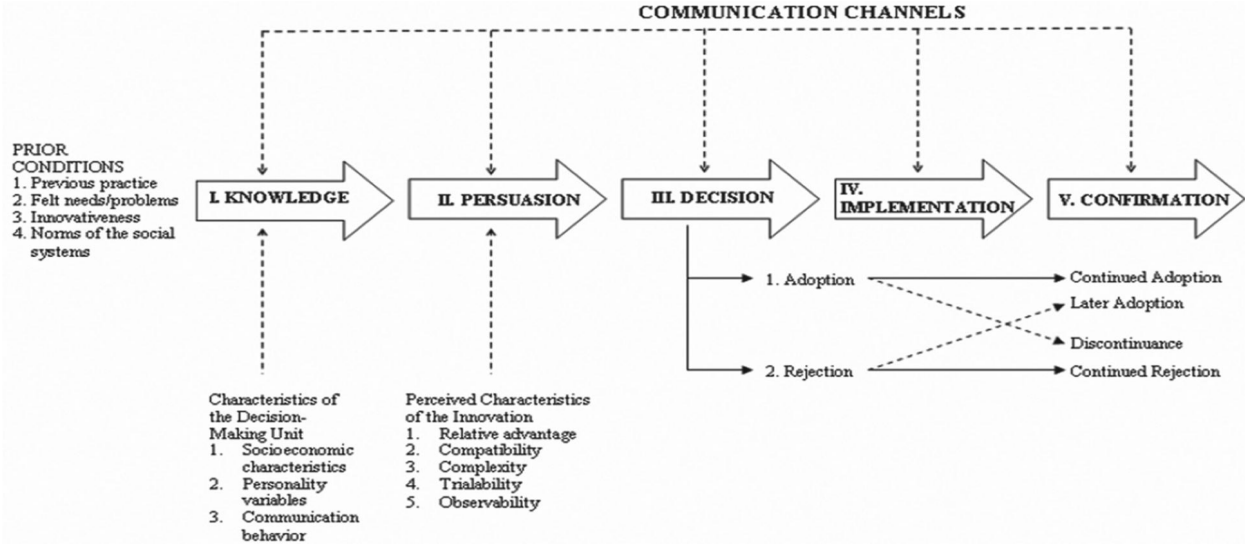 COMMUNICATION CHANNELS
PRIOR
CONDITIONS
1. Previous practice
2. Felt needs/problems
3. Innovativeness
4. Norms of the social
systems
I. KNOWLEDGE
II. PERSUASION
III. DECISION
IV.
IMPLEMENTATION
V. CONFIRMATION
1. Adoption
2. Rejection
Continued Adoption
Later Adoption
Discontinuance
Continued Rejection
Characteristics of
the Decision-
Making Unit
1. Socioeconomic
characteristics
2. Personality
variables
3. Communication
behavior
Perceived Characteristics
of the Innovation
1. Relative advantage
2. Compatibility
3. Complexity
4. Trialability
5. Observability